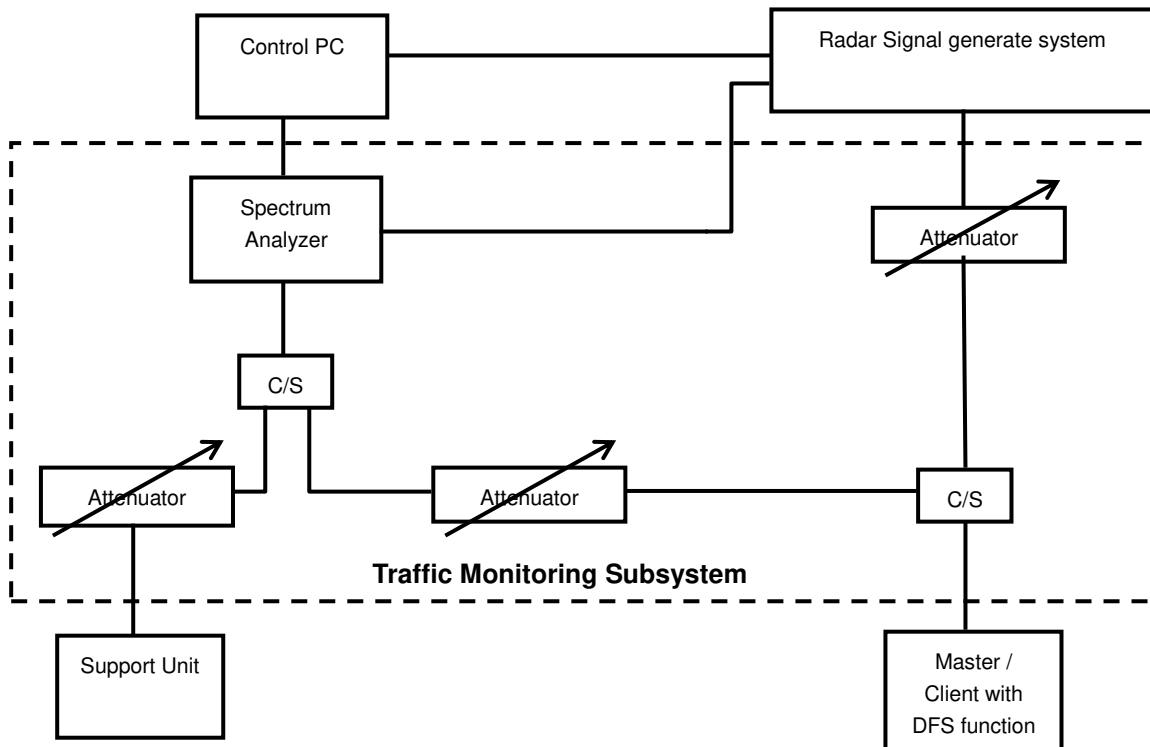 Control PC
Radar Signal generate system
Spectrum
Analyzer
Attenuator
C/S
Attenuator
Attenuator
C/S
Traffic Monitoring Subsystem
Support Unit
Master /
Client with
DFS function